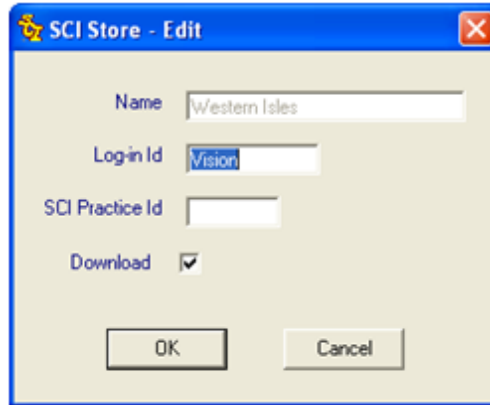 SCI Store - Edit
Name Western Isles
Log-in Id Vision
SCI Practice Id
Download
OK Cancel